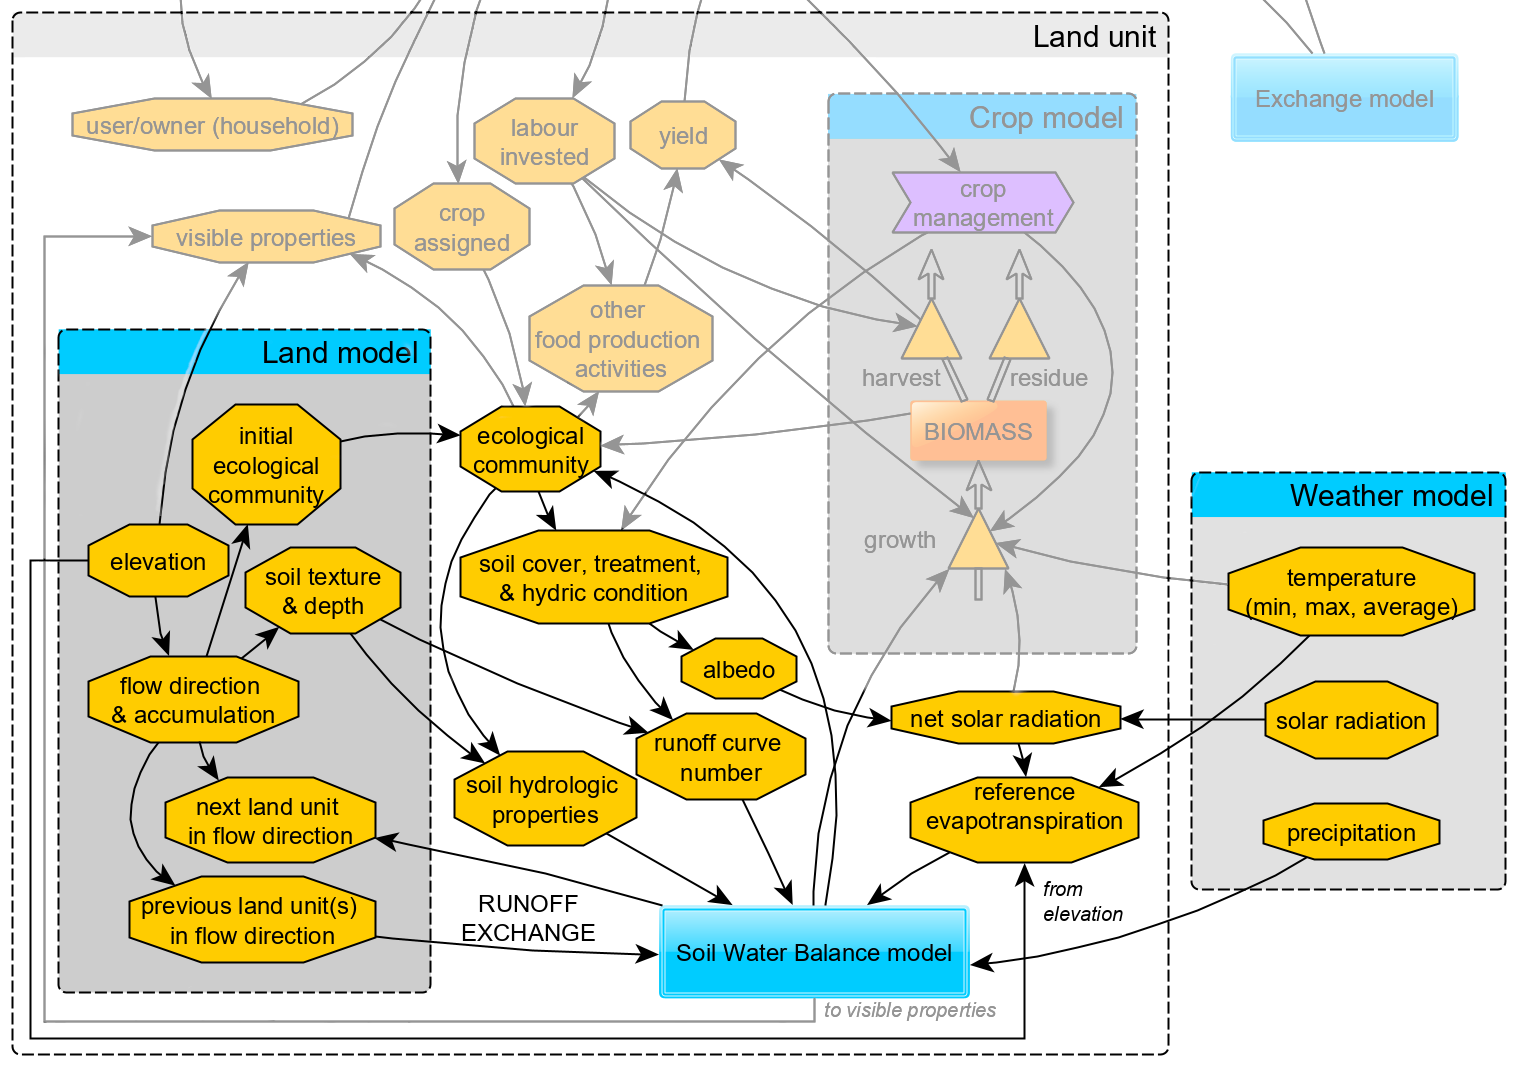 Land unit
Exchange model
user/owner (household)
labour
invested
yield
Crop model
crop
management
crop
assigned
visible properties
other
food production
activities
harvest
residue
BIOMASS
growth
Land model
initial
ecological
community
ecological
community
elevation
soil texture
& depth
soil cover, treatment,
& hydric condition
flow direction
& accumulation
albedo
net solar radiation
runoff curve
number
soil hydrologic
properties
next land unit
in flow direction
reference
evapotranspiration
previous land unit(s)
in flow direction
RUNOFF
EXCHANGE
from
elevation
Soil Water Balance model
to visible properties
Weather model
temperature
(min, max, average)
solar radiation
precipitation